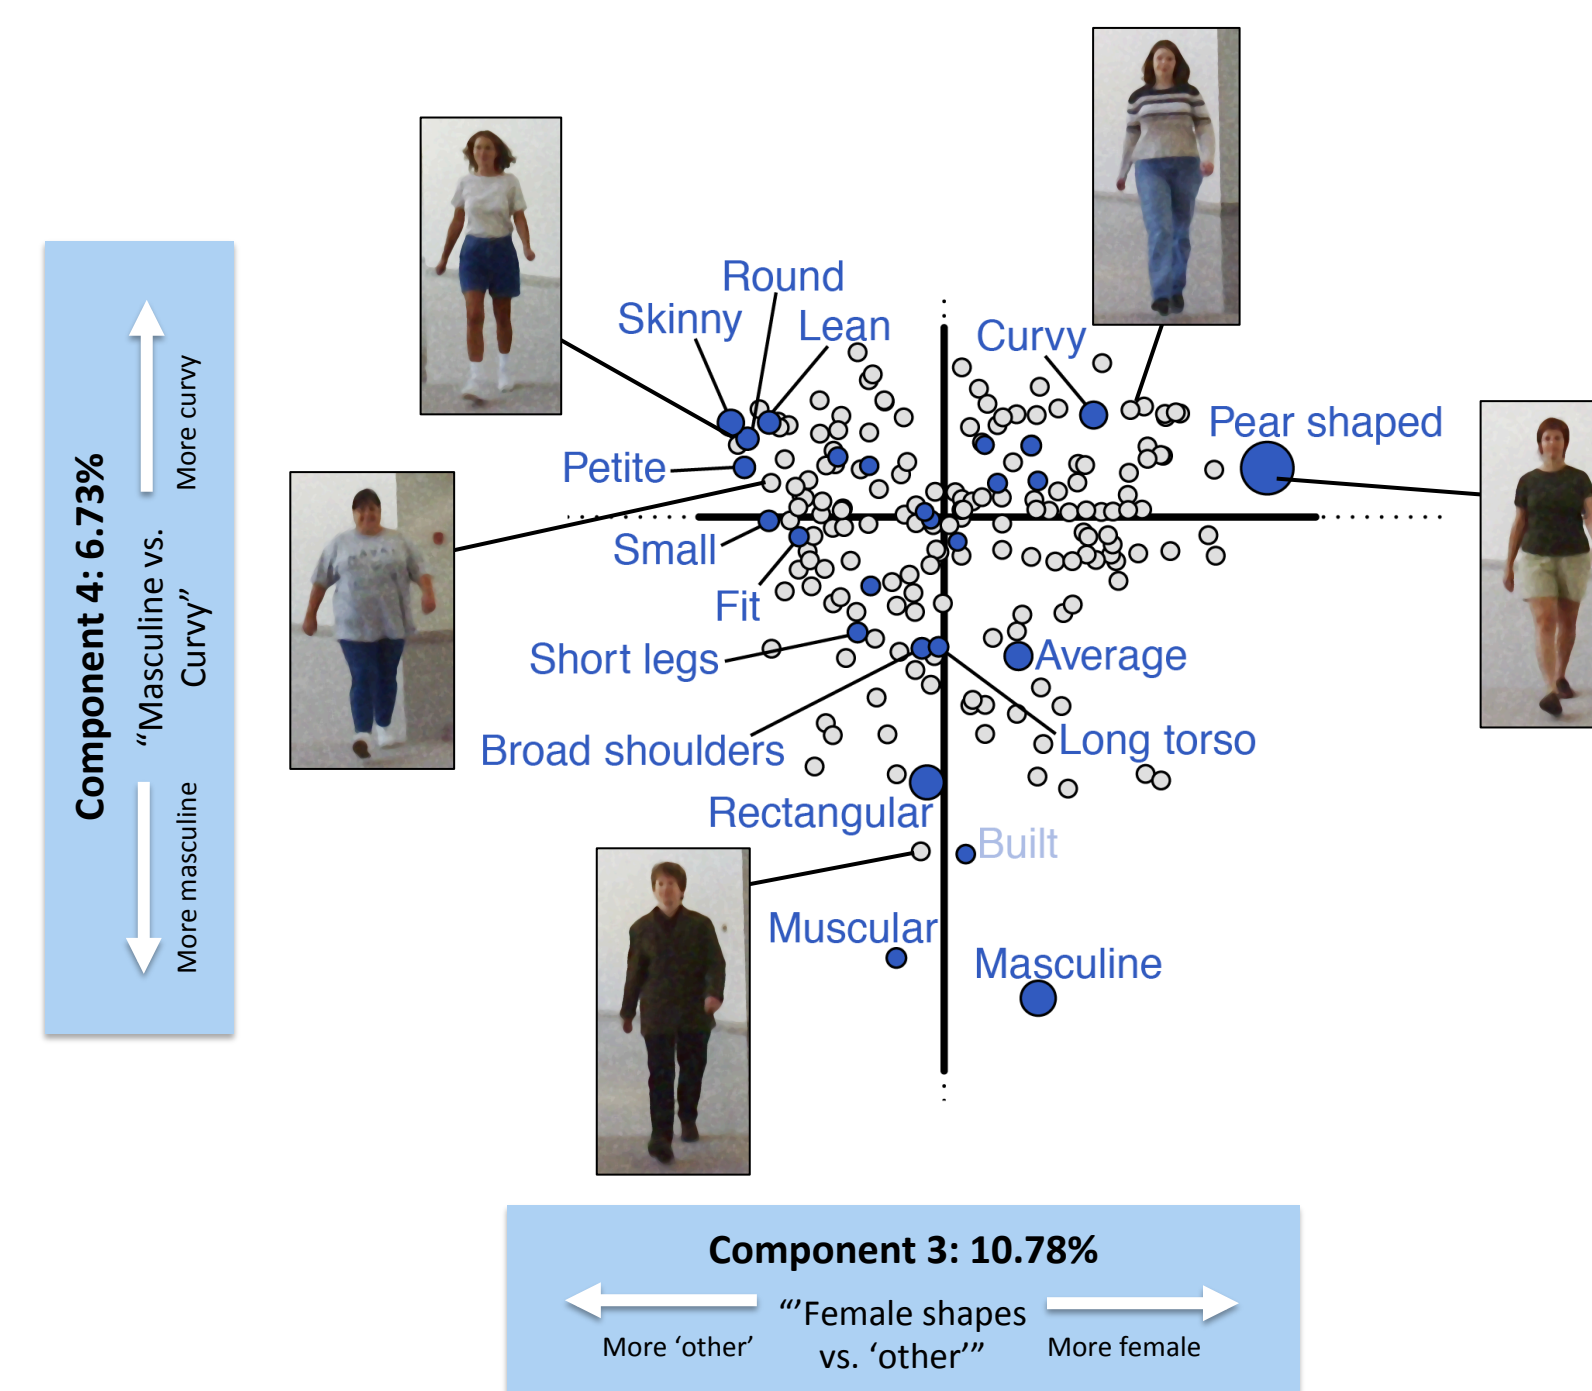 Round
Skinny
Lean
Curvy
Pear shaped
Petite
Small
Fit
Short legs
Average
Broad shoulders
Long torso
Rectangular
Built
Muscular
Masculine
Component 4: 6.73%
“Masculine vs.
Curvy”
More curvy
More masculine
Component 3: 10.78%
“’Female shapes
vs. ‘other’”
More ‘other’
More female